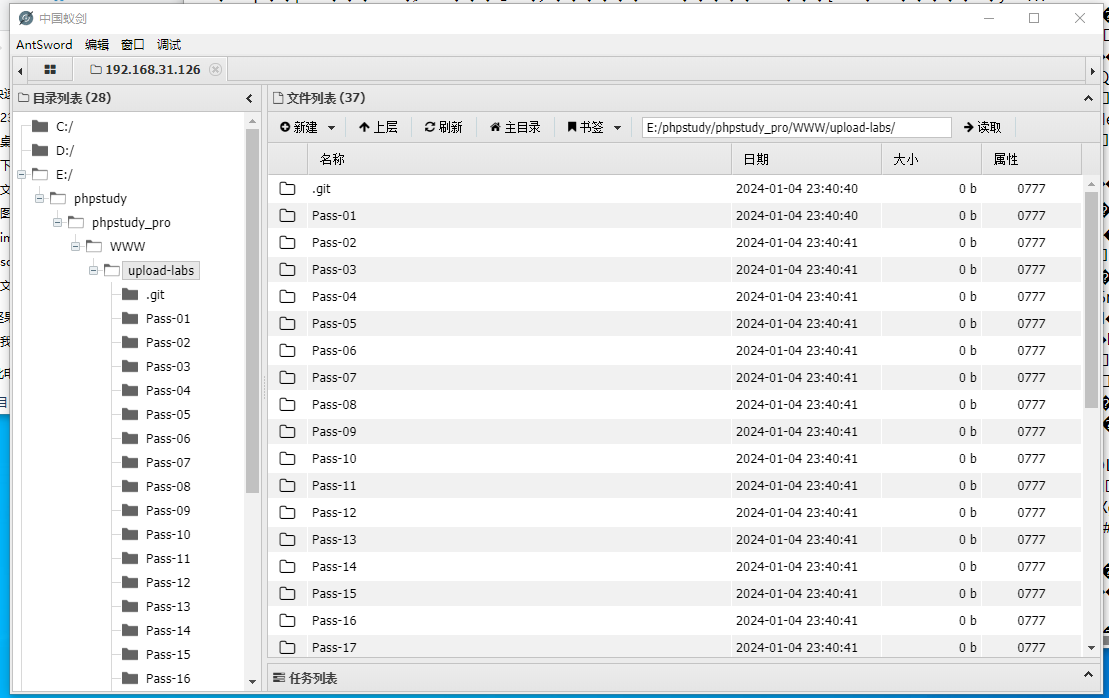 中国蚁剑
AntSword 编辑 窗口 调试
192.168.31.126
目录列表 (28)
C:/
D:/
E:/
phpstudy
phpstudy_pro
WWW
upload-labs
.git
Pass-01
Pass-02
Pass-03
Pass-04
Pass-05
Pass-06
Pass-07
Pass-08
Pass-09
Pass-10
Pass-11
Pass-12
Pass-13
Pass-14
Pass-15
Pass-16
文件列表 (37)
新建 上层 刷新 主目录 书签 E:/phpstudy/phpstudy_pro/WWW/upload-labs/ 读取
名称 日期 大小 属性
.git 2024-01-04 23:40:40 0 b 0777
Pass-01 2024-01-04 23:40:40 0 b 0777
Pass-02 2024-01-04 23:40:41 0 b 0777
Pass-03 2024-01-04 23:40:41 0 b 0777
Pass-04 2024-01-04 23:40:41 0 b 0777
Pass-05 2024-01-04 23:40:41 0 b 0777
Pass-06 2024-01-04 23:40:41 0 b 0777
Pass-07 2024-01-04 23:40:41 0 b 0777
Pass-08 2024-01-04 23:40:41 0 b 0777
Pass-09 2024-01-04 23:40:41 0 b 0777
Pass-10 2024-01-04 23:40:41 0 b 0777
Pass-11 2024-01-04 23:40:41 0 b 0777
Pass-12 2024-01-04 23:40:41 0 b 0777
Pass-13 2024-01-04 23:40:41 0 b 0777
Pass-14 2024-01-04 23:40:41 0 b 0777
Pass-15 2024-01-04 23:40:41 0 b 0777
Pass-16 2024-01-04 23:40:41 0 b 0777
Pass-17 2024-01-04 23:40:41 0 b 0777
任务列表